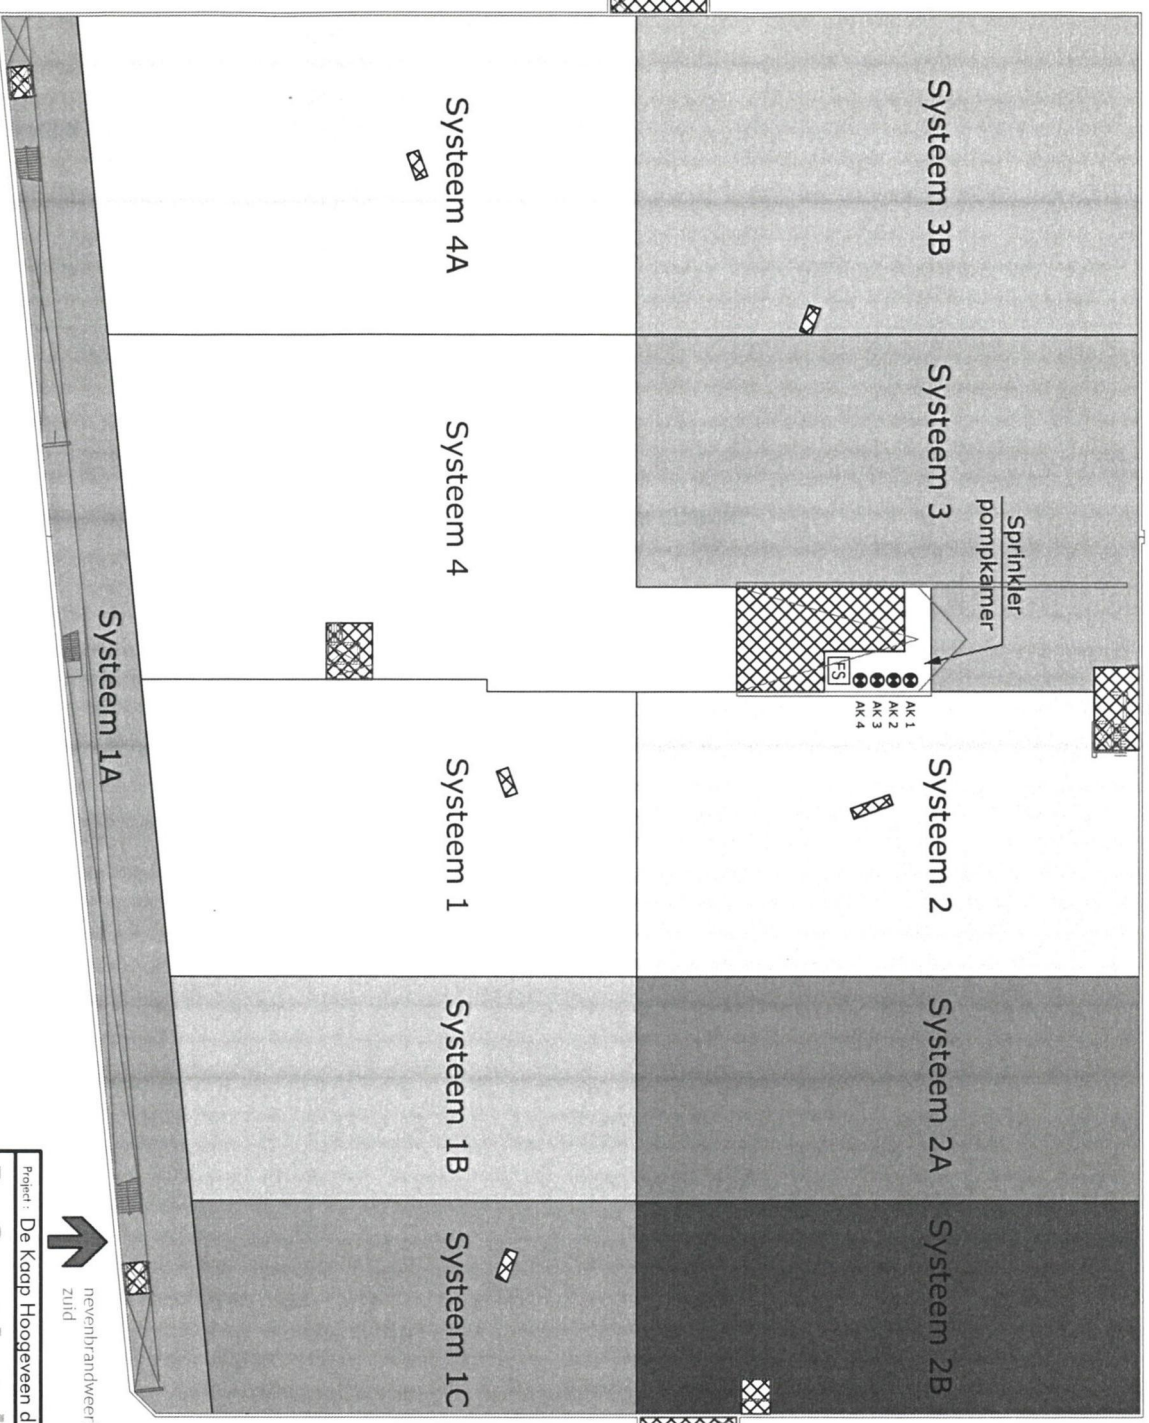 Systeem 3B
Systeem 3
Sprinkler
pompkamer
FS
AK 1
AK 2
AK 3
AK 4
Systeem 2
Systeem 2A
Systeem 2B
Systeem 4A
Systeem 4
Systeem 1
Systeem 1B
Systeem 1C
Systeem 1A
nevenbrandweer
zuid
Project : De Kaap Hoogeveen d